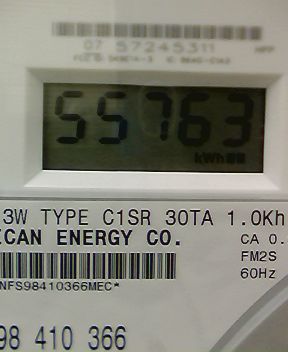 07 57245311
55763
kWh
3W TYPE C1SR 30TA 1.0Kh
ICAN ENERGY CO.
CA 0.
FM2S
NFS98410366MEC*
60Hz
98 410 366